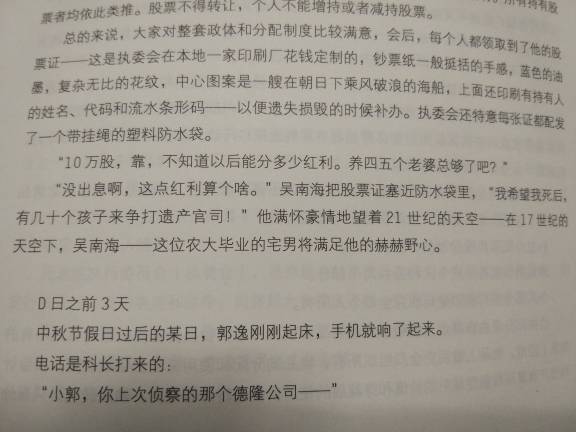 票者均依此类推。股票不得转让，个人不能增持或者减持股票。
总的来说，大家对整套政体和分配制度比较满意，会后，每个人都领取到了他的股
票证——这是执委会在本地一家印刷厂花钱定制的，钞票纸一般挺括的手感，蓝色的油
墨，复杂无比的花纹，中心图案是一艘在朝日下乘风破浪的海船，上面还印刷有持有人
的姓名、代码和流水条形码——以便遗失损毁的时候补办。执委会还特意每张证都配发
了一个带挂绳的塑料防水袋。
“10 万股，靠，不知道以后能分多少红利。养四五个老婆总够了吧？”
“没出息啊，这点红利算个啥。”吴南海把股票证塞近防水袋里，“我希望我死后，
有几十个孩子来争打遗产官司！”他满怀豪情地望着 21 世纪的天空——在 17 世纪的
天空下，吴南海——这位农大毕业的宅男将满足他的赫赫野心。
D 日之前 3 天
中秋节假日过后的某日，郭逸刚刚起床，手机就响了起来。
电话是科长打来的：
“小郭，你上次侦察的那个德隆公司——”